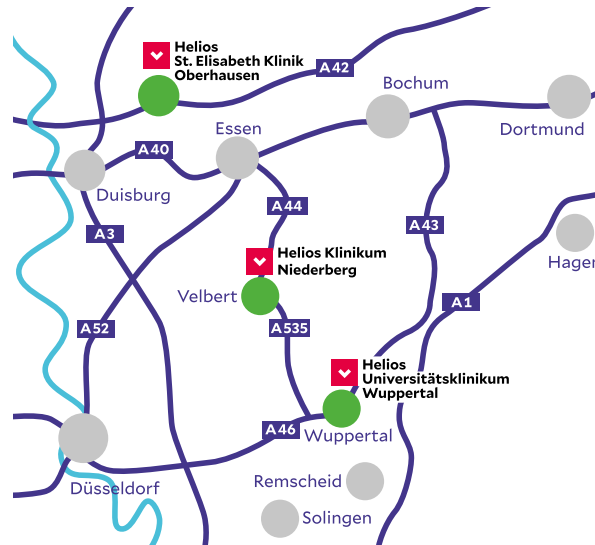 Helios
St. Elisabeth Klinik
Oberhausen
A42
Bochum
Dortmund
Essen
A40
Duisburg
A44
A3
A43
Hagen
Helios Klinikum
Niederberg
Velbert
A1
A52
A535
Helios
Universitätsklinikum
Wuppertal
A46
Wuppertal
Remscheid
Düsseldorf
Solingen